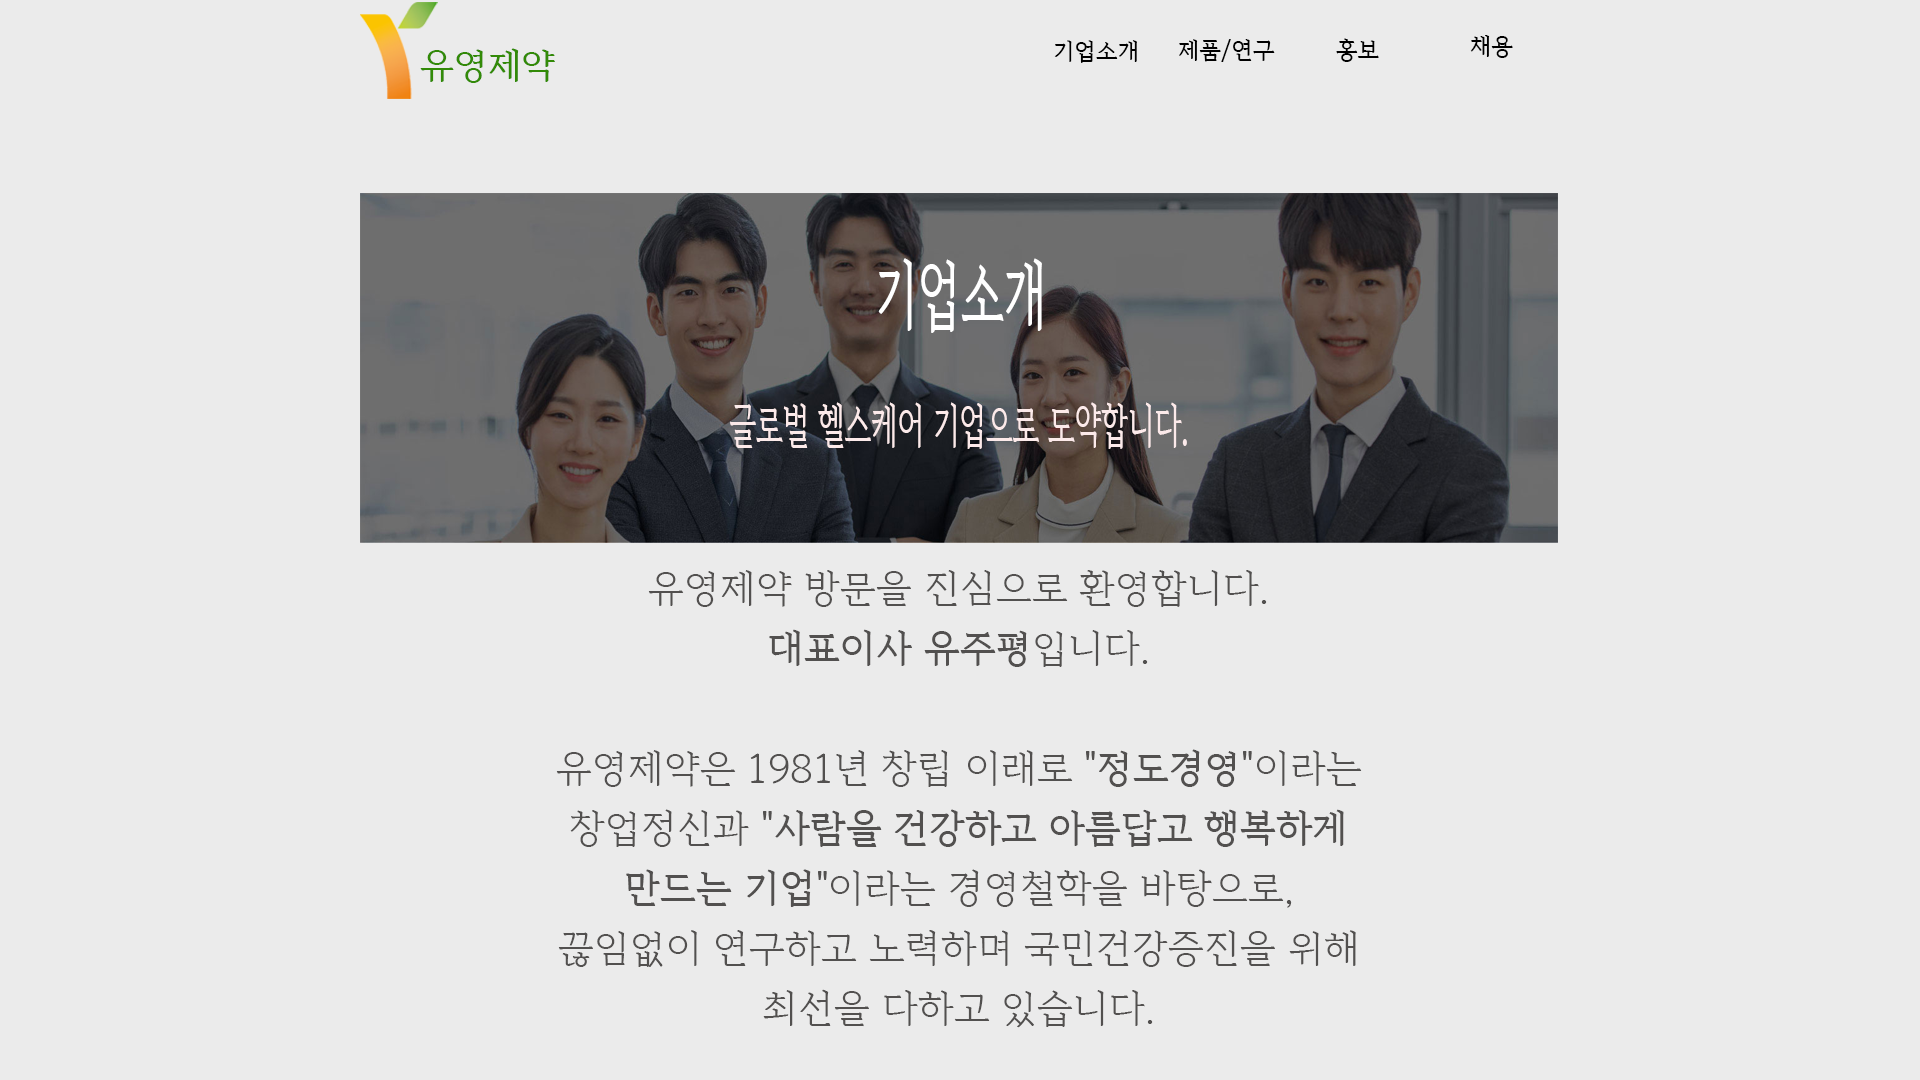 유영제약
기업소개 제품/연구 홍보 채용
기업소개
글로벌 헬스케어 기업으로 도약합니다.
유영제약 방문을 진심으로 환영합니다.
대표이사 유주평입니다.
유영제약은 1981년 창립 이래로 "정도경영"이라는
창업정신과 "사람을 건강하고 아름답고 행복하게
만드는 기업"이라는 경영철학을 바탕으로,
끊임없이 연구하고 노력하며 국민건강증진을 위해
최선을 다하고 있습니다.